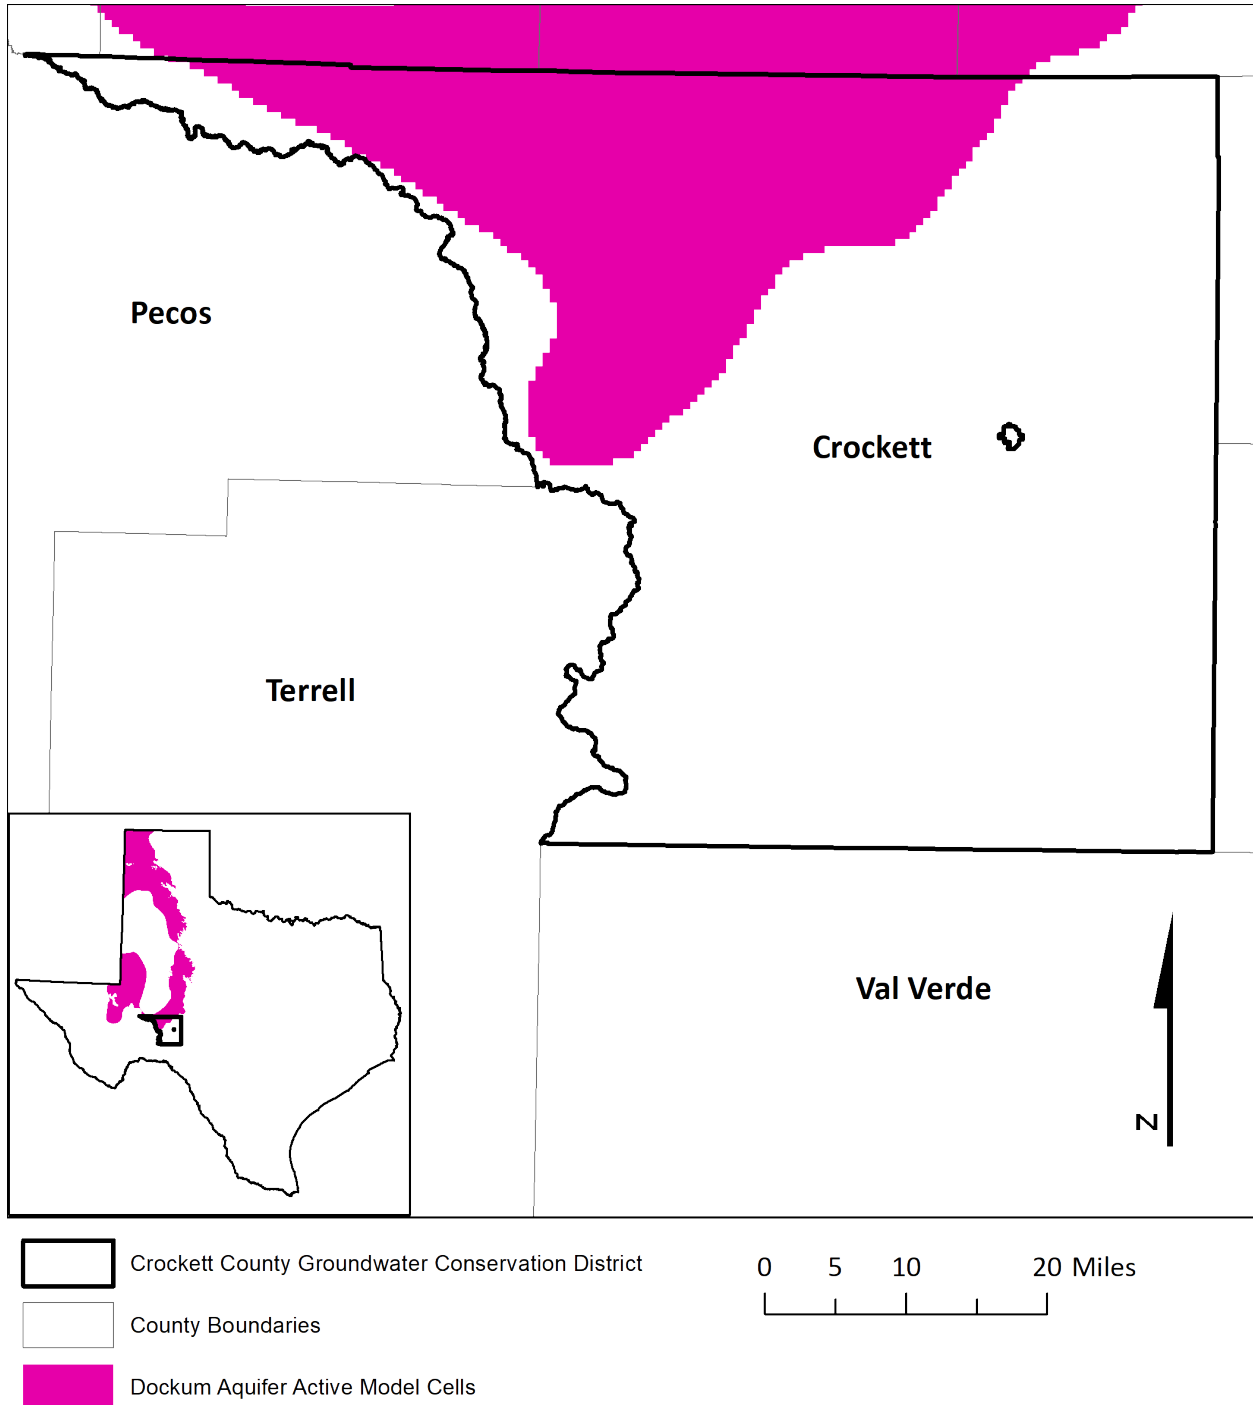 Pecos
Crockett
Terrell
Val Verde
N
Crockett County Groundwater Conservation District
County Boundaries
Dockum Aquifer Active Model Cells
0 5 10 20 Miles